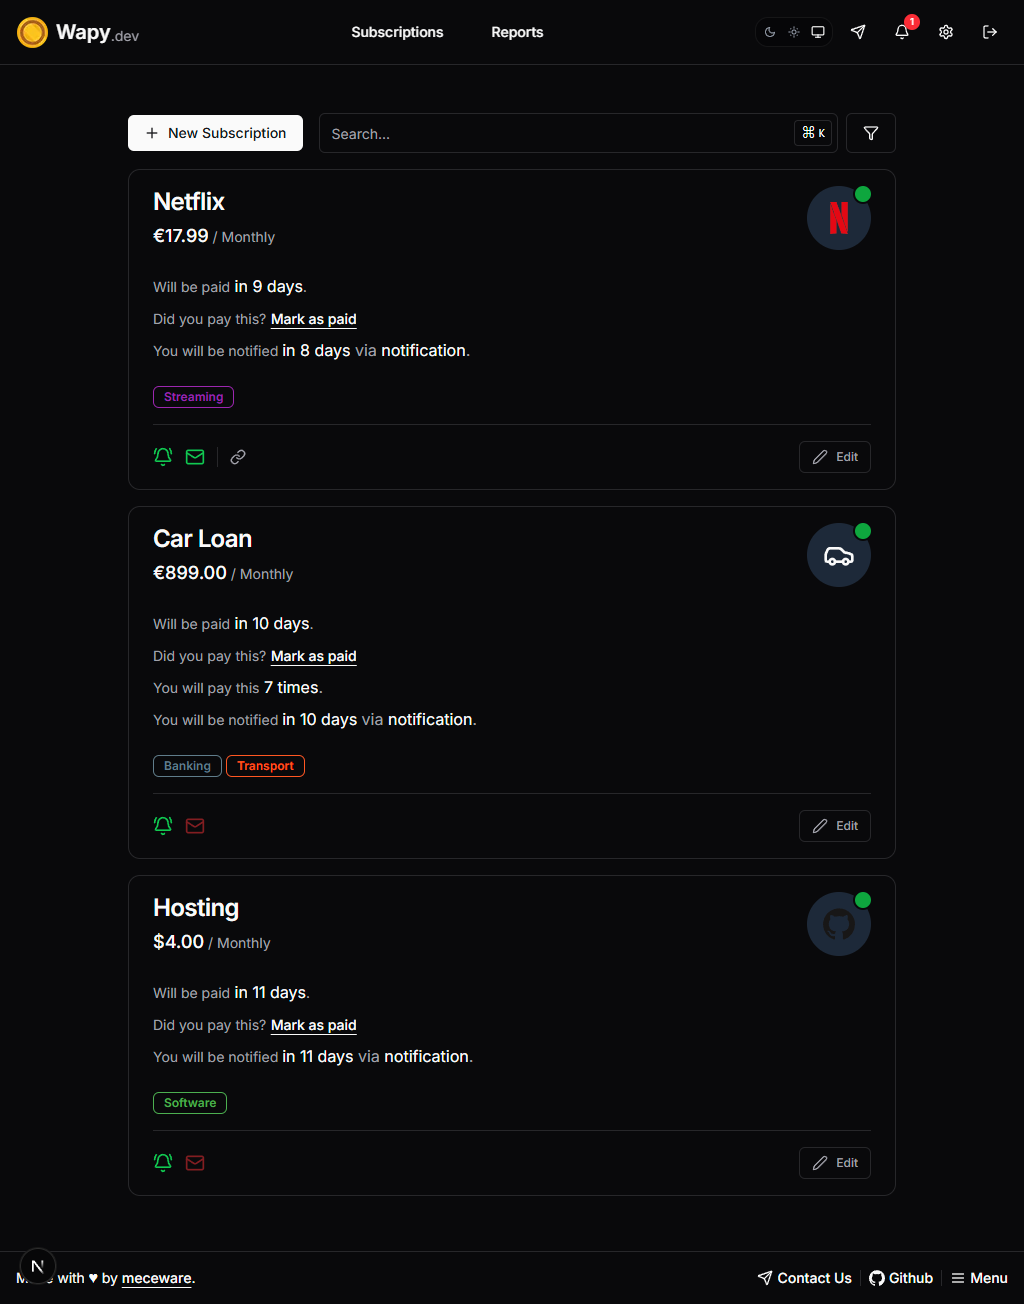 Wapy.dev
Subscriptions
Reports
1
New Subscription
Search...
⌘ K
Netflix
€17.99 / Monthly
N
Will be paid in 9 days.
Did you pay this? Mark as paid
You will be notified in 8 days via notification.
Streaming
Edit
Car Loan
€899.00 / Monthly
Will be paid in 10 days.
Did you pay this? Mark as paid
You will pay this 7 times.
You will be notified in 10 days via notification.
Banking Transport
Edit
Hosting
$4.00 / Monthly
Will be paid in 11 days.
Did you pay this? Mark as paid
You will be notified in 11 days via notification.
Software
Edit
N
with ♥ by meceware.
Contact Us
Github
Menu